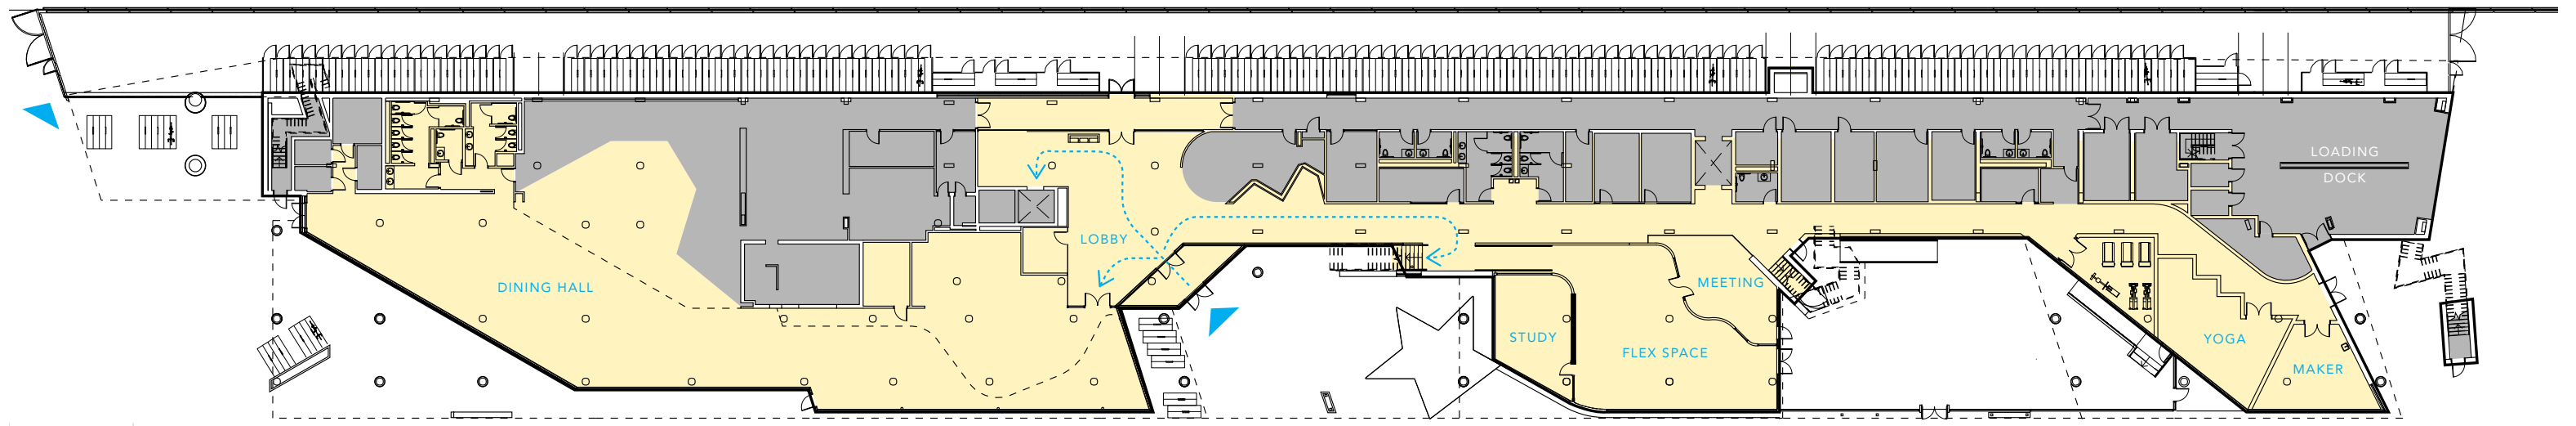 LOADING
DOCK
LOBBY
DINING HALL
MEETING
STUDY
FLEX SPACE
YOGA
MAKER